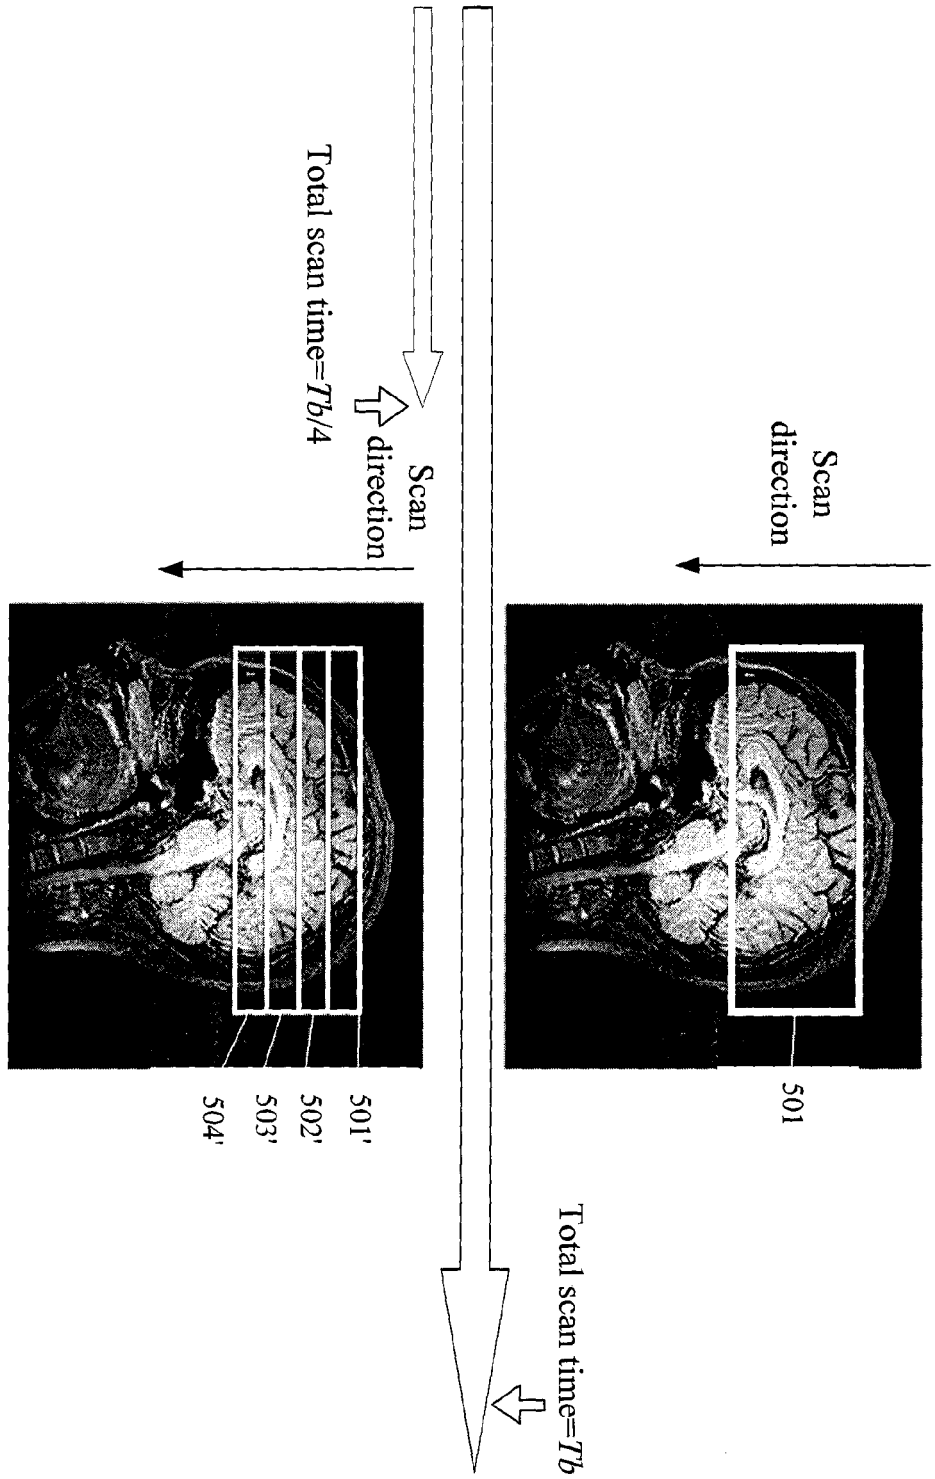 Scan
direction
501
Total scan time=Tb
Total scan time=Tb/4
Scan
direction
501'
502'
503'
504'